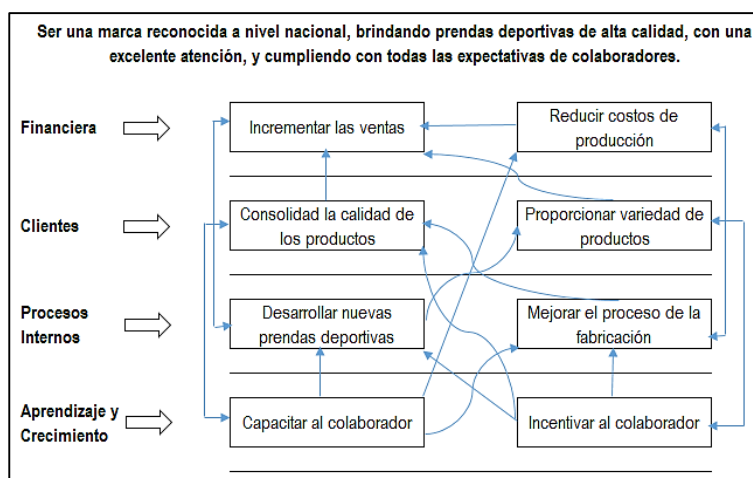 Ser una marca reconocida a nivel nacional, brindando prendas deportivas de alta calidad, con una
excelente atención, y cumpliendo con todas las expectativas de colaboradores.
Financiera
Incrementar las ventas
Reducir costos de
producción
Clientes
Consolidad la calidad de
los productos
Proporcionar variedad de
productos
Procesos
Internos
Desarrollar nuevas
prendas deportivas
Mejorar el proceso de la
fabricación
Aprendizaje y
Crecimiento
Capacitar al colaborador
Incentivar al colaborador